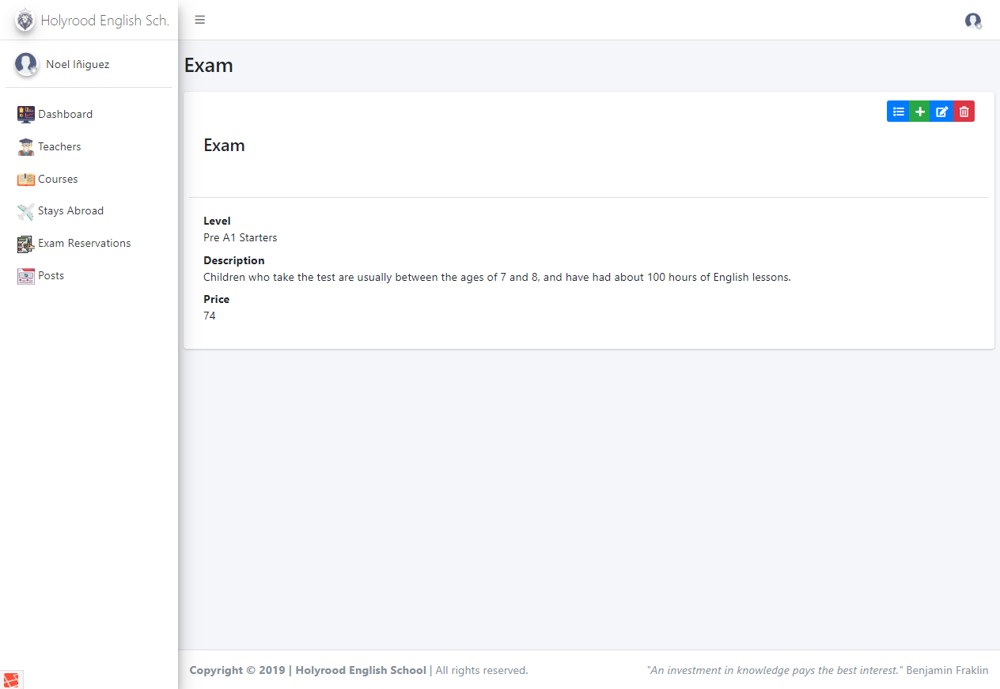 Holyrood English Sch.
Noel Iñiguez
Dashboard
Teachers
Courses
Stays Abroad
Exam Reservations
Posts
Exam
Exam
Level
Pre A1 Starters
Description
Children who take the test are usually between the ages of 7 and 8, and have had about 100 hours of English lessons.
Price
74
Copyright © 2019 | Holyrood English School | All rights reserved.
"An investment in knowledge pays the best interest." Benjamin Fraklin